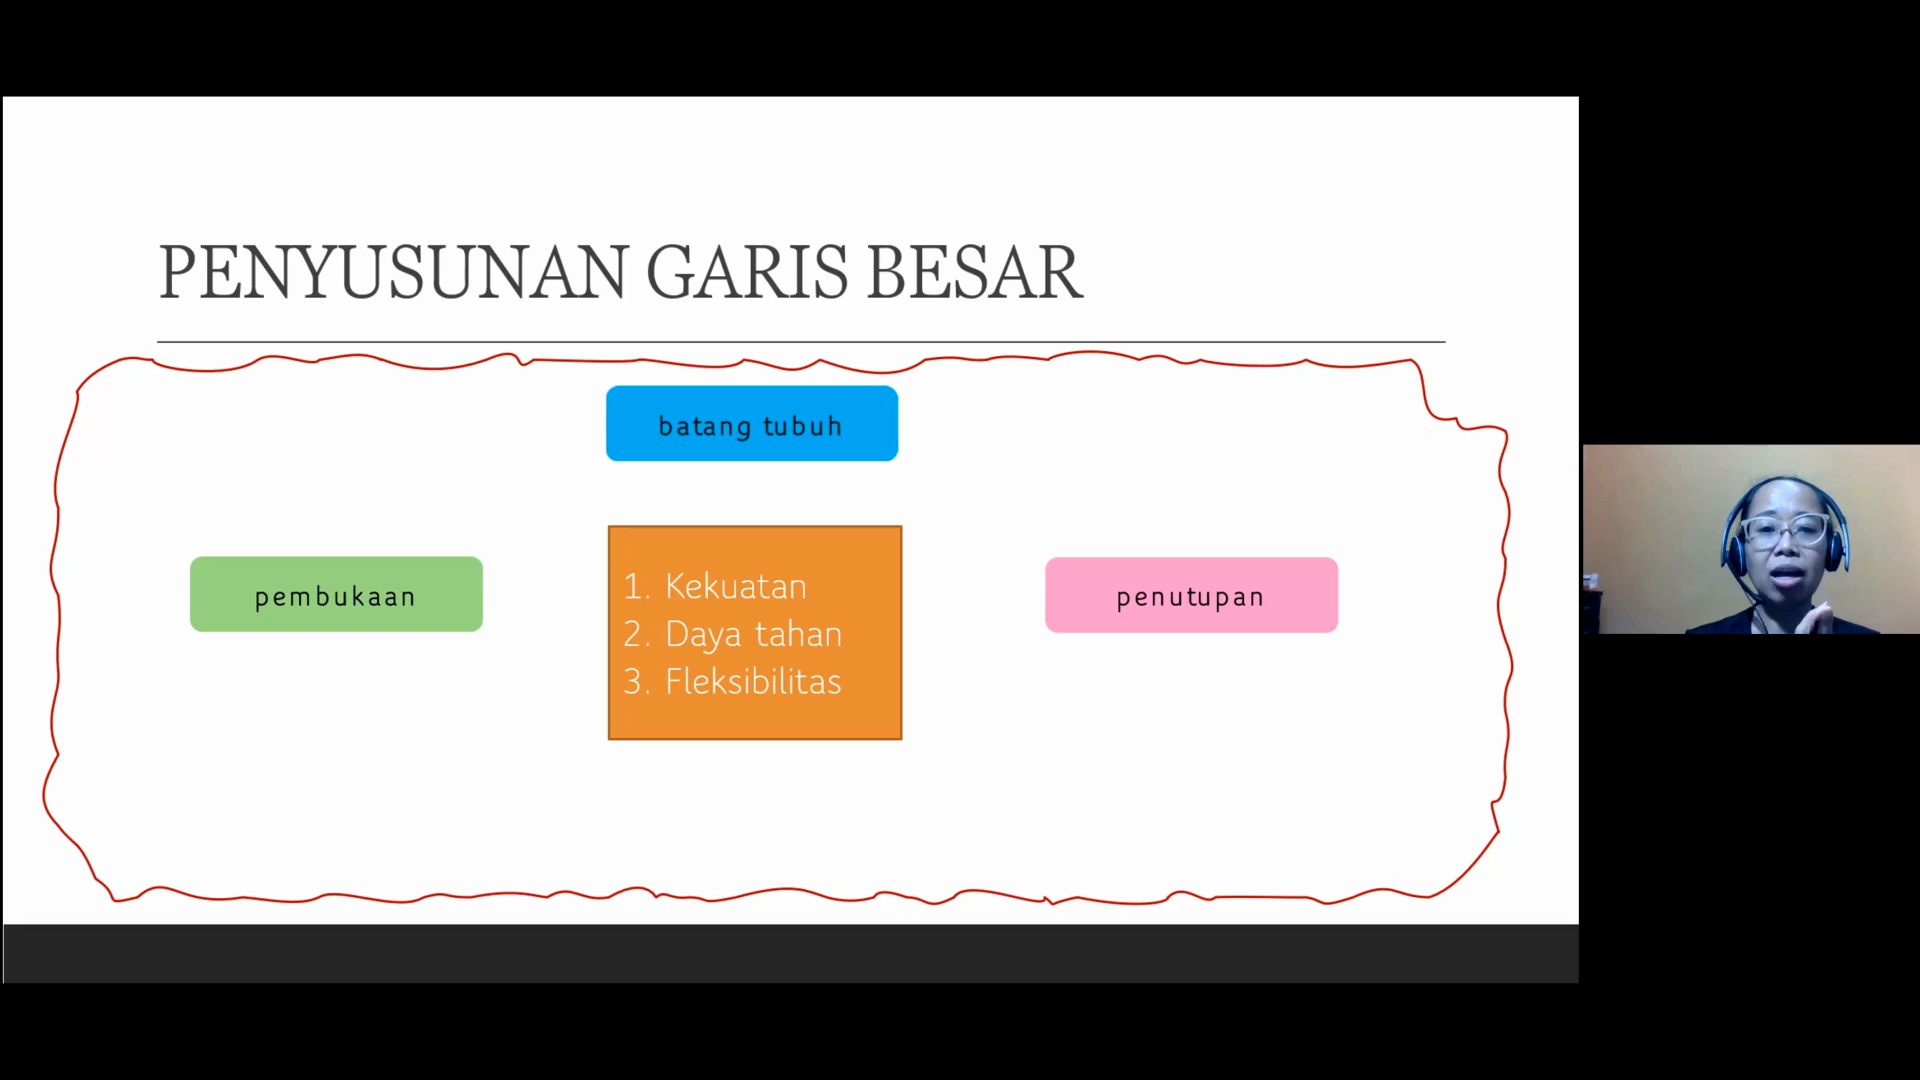 PENYUSUNAN GARIS BESAR
batang tubuh
pembukaan
1. Kekuatan
2. Daya tahan
3. Fleksibilitas
penutupan